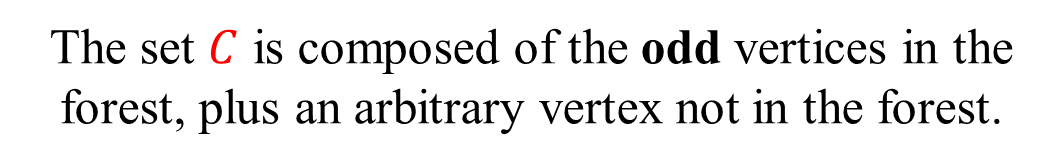 The set C is composed of the odd vertices in the
forest, plus an arbitrary vertex not in the forest.